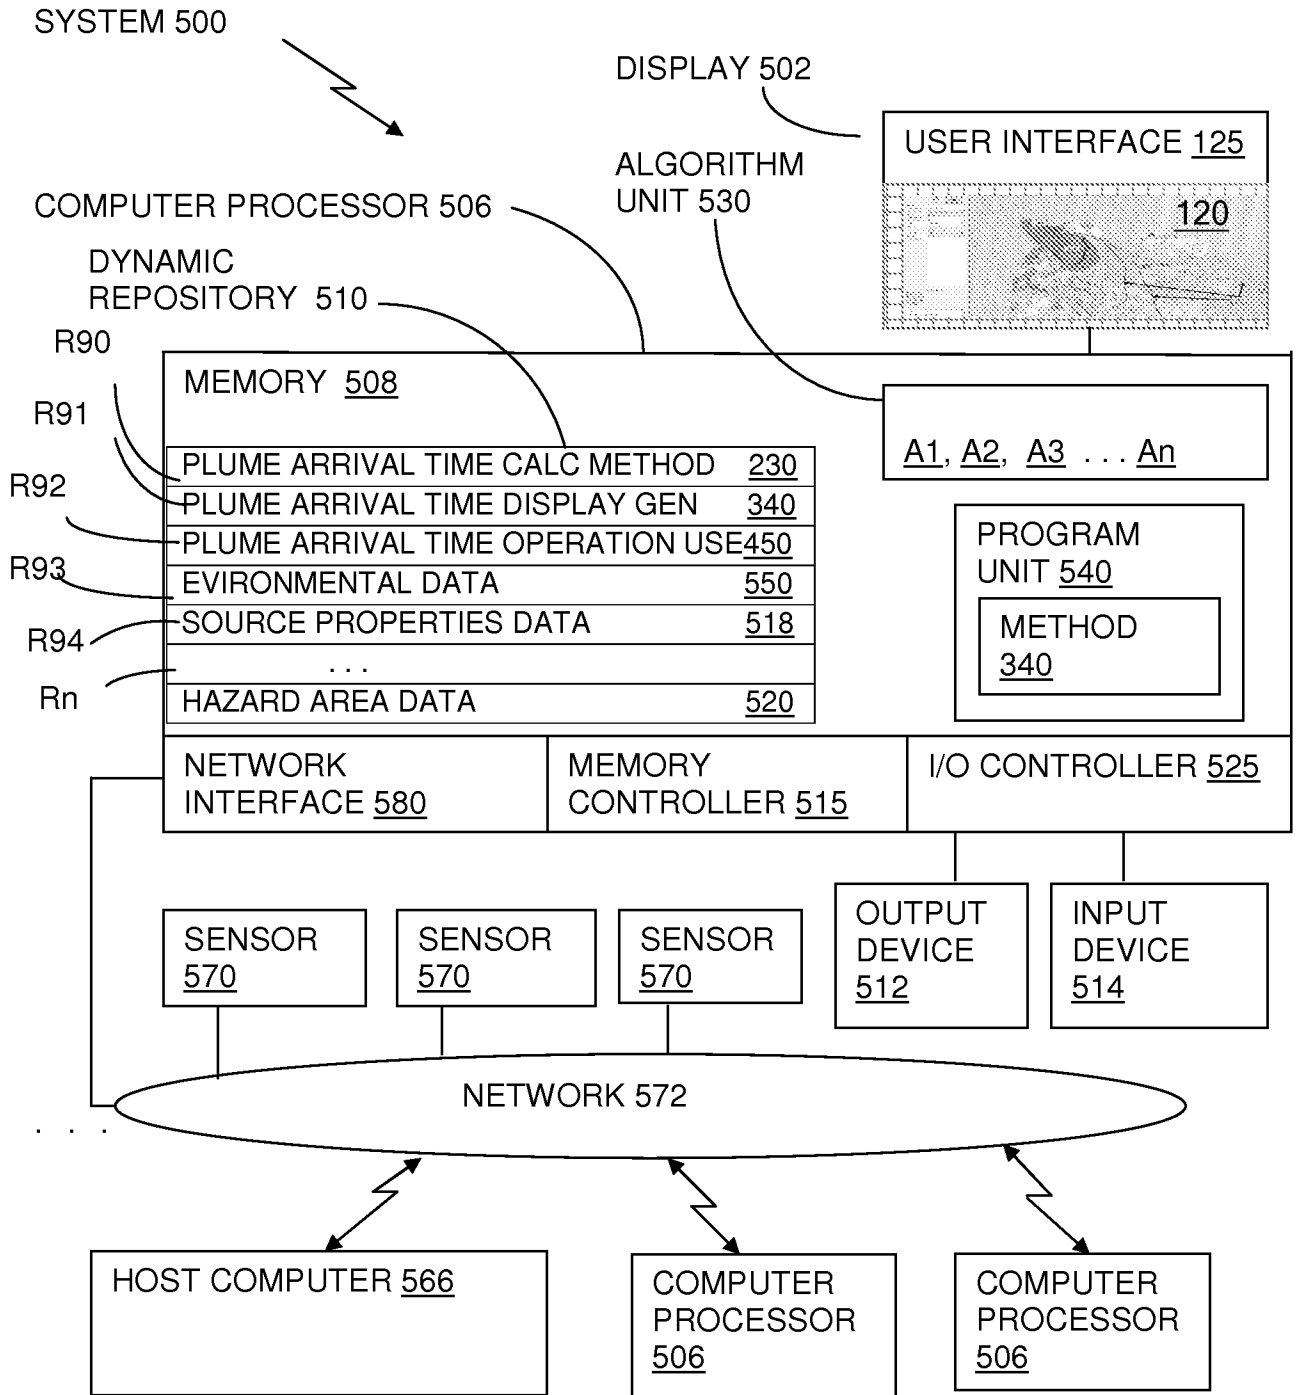 SYSTEM 500
DISPLAY 502
USER INTERFACE 125
120
ALGORITHM
UNIT 530
COMPUTER PROCESSOR 506
DYNAMIC
REPOSITORY 510
R90
R91
R92
R93
R94
Rn
MEMORY 508
PLUME ARRIVAL TIME CALC METHOD 230
PLUME ARRIVAL TIME DISPLAY GEN 340
PLUME ARRIVAL TIME OPERATION USE 450
EVIRONMENTAL DATA 550
SOURCE PROPERTIES DATA 518
. . .
HAZARD AREA DATA 520
A1, A2, A3 . . . An
PROGRAM
UNIT 540
METHOD
340
NETWORK
INTERFACE 580
MEMORY
CONTROLLER 515
I/O CONTROLLER 525
SENSOR
570
SENSOR
570
SENSOR
570
OUTPUT
DEVICE
512
INPUT
DEVICE
514
NETWORK 572
. . .
HOST COMPUTER 566
COMPUTER
PROCESSOR
506
COMPUTER
PROCESSOR
506